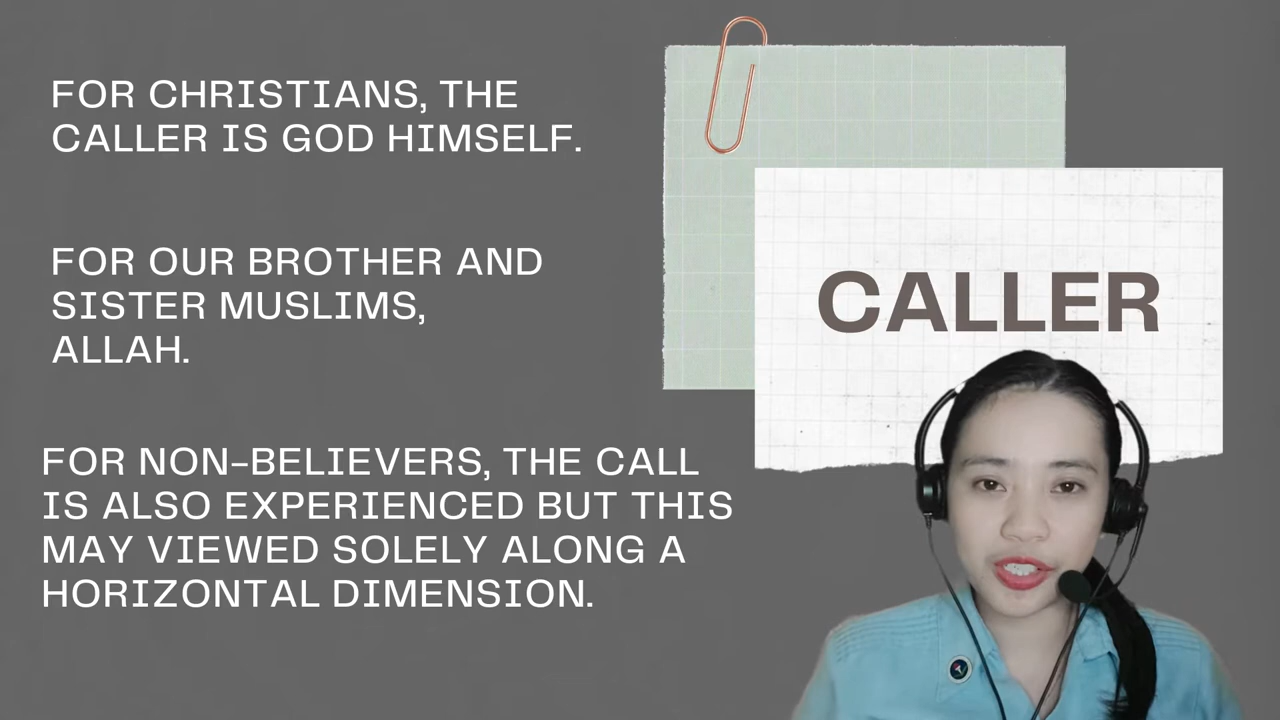 FOR CHRISTIANS, THE
CALLER IS GOD HIMSELF.
FOR OUR BROTHER AND
SISTER MUSLIMS,
ALLAH.
FOR NON-BELIEVERS, THE CALL
IS ALSO EXPERIENCED BUT THIS
MAY VIEWED SOLELY ALONG A
HORIZONTAL DIMENSION.
CALLER